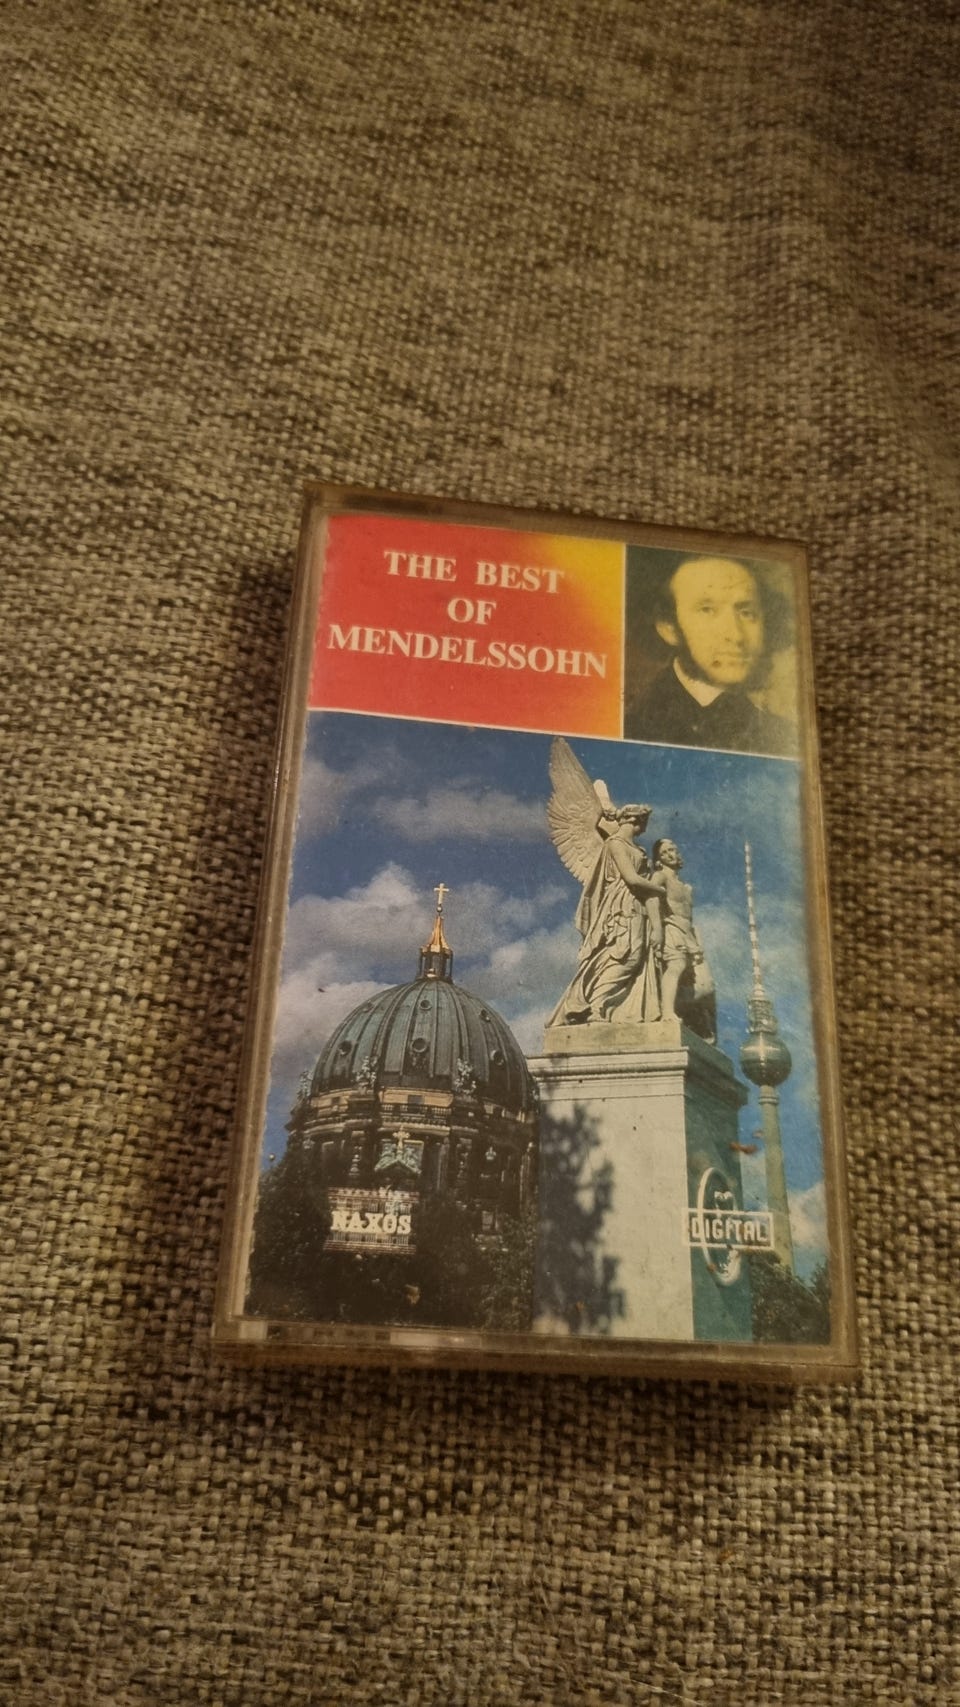 THE BEST
OF
MENDELSSOHN
NAXOS
DIGITAL